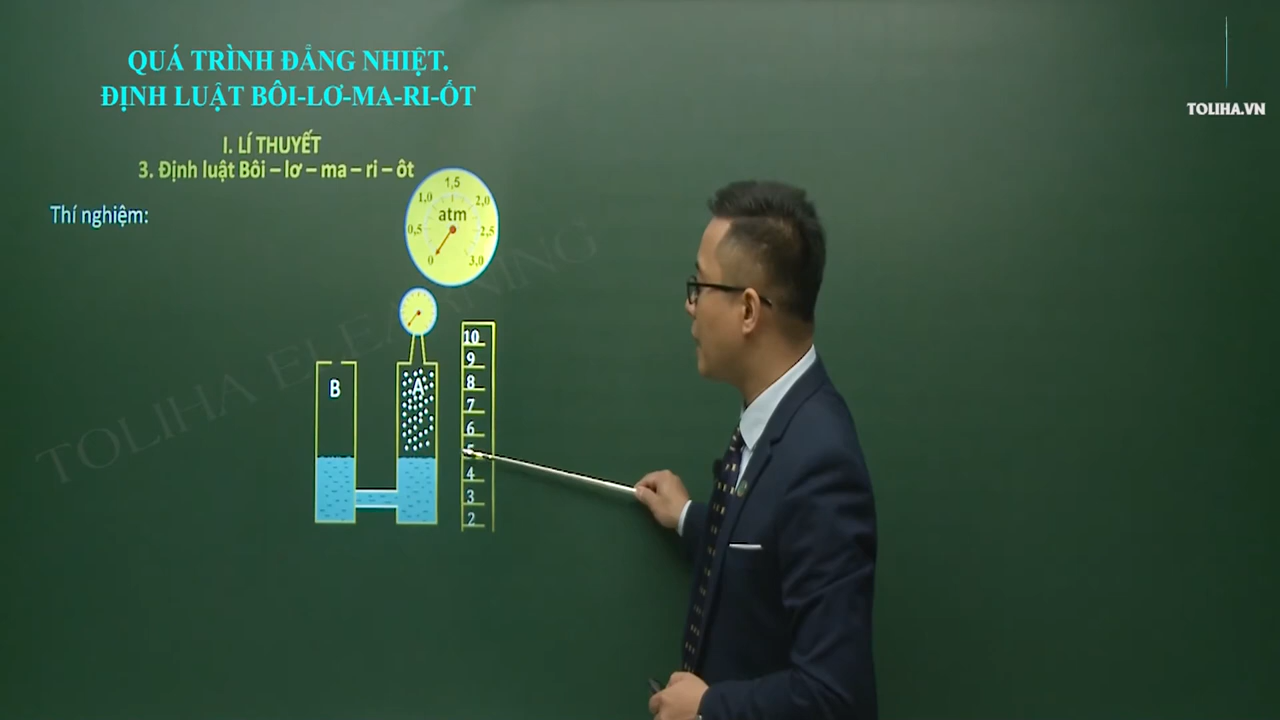 QUÁ TRÌNH ĐẲNG NHIỆT.
ĐỊNH LUẬT BÔI-LƠ-MA-RI-ỐT
TOLIHA.VN
I. LÍ THUYẾT
3. Định luật Bôi – lơ – ma – ri – ôt
Thí nghiệm:
1,5
1,0
2,0
atm
0,5
2,5
0
3,0
TOLIHA ELEARNING
10
9
B
A
8
7
6
5
4
3
2